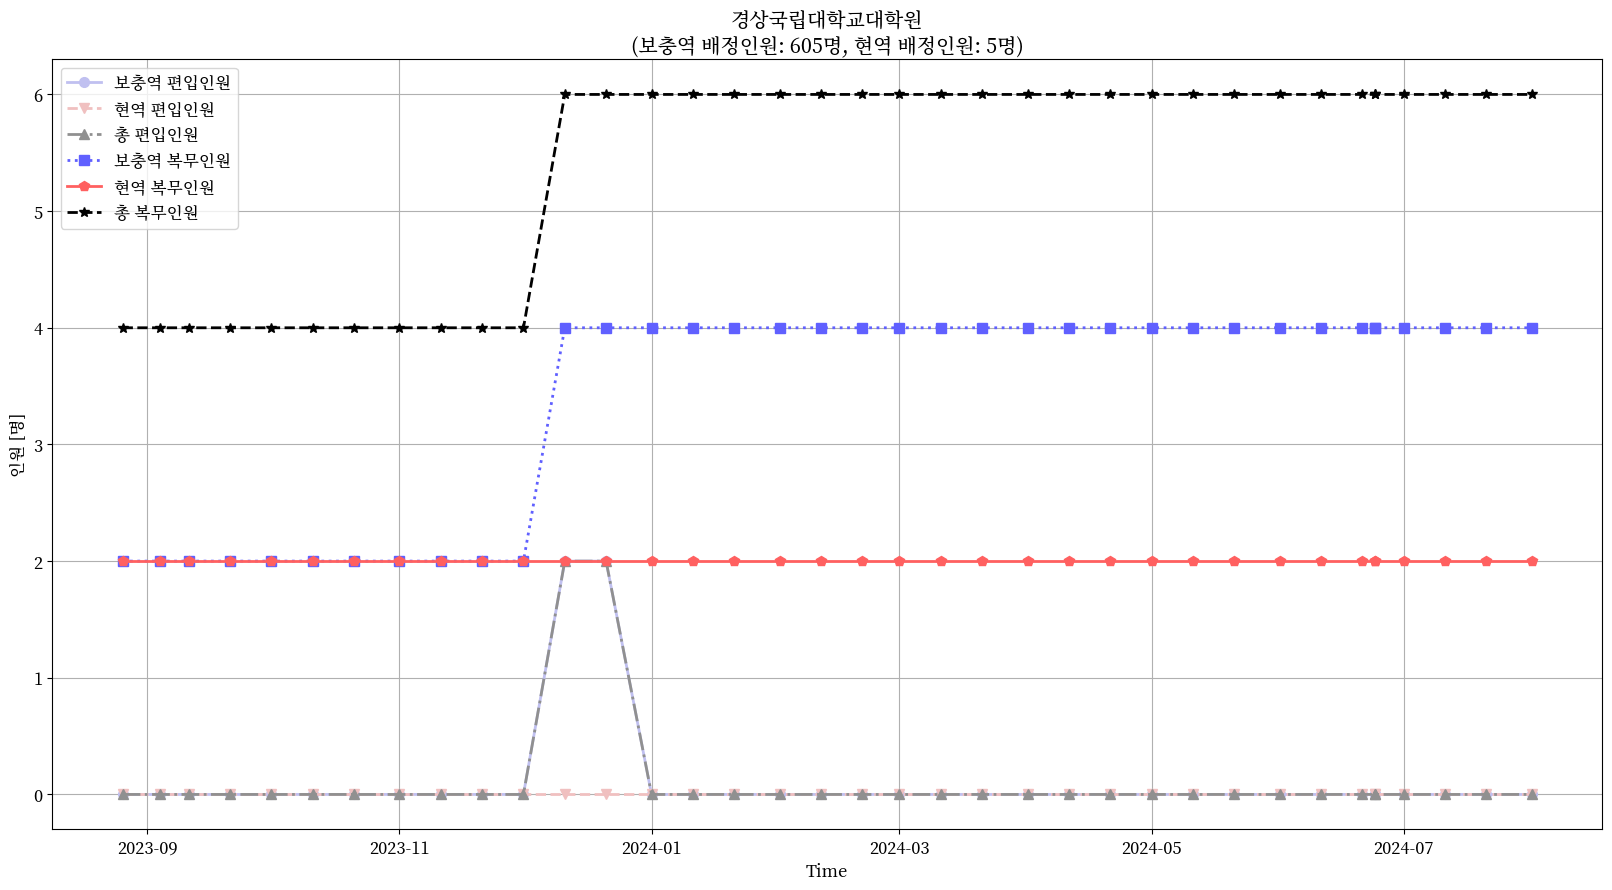 경상국립대학교대학원
(보충역 배정인원: 605명, 현역 배정인원: 5명)
보충역 편입인원
현역 편입인원
총 편입인원
보충역 복무인원
현역 복무인원
총 복무인원
6
5
4
3
2
1
0
인원 [명]
2023-09
2023-11
2024-01
2024-03
2024-05
2024-07
Time